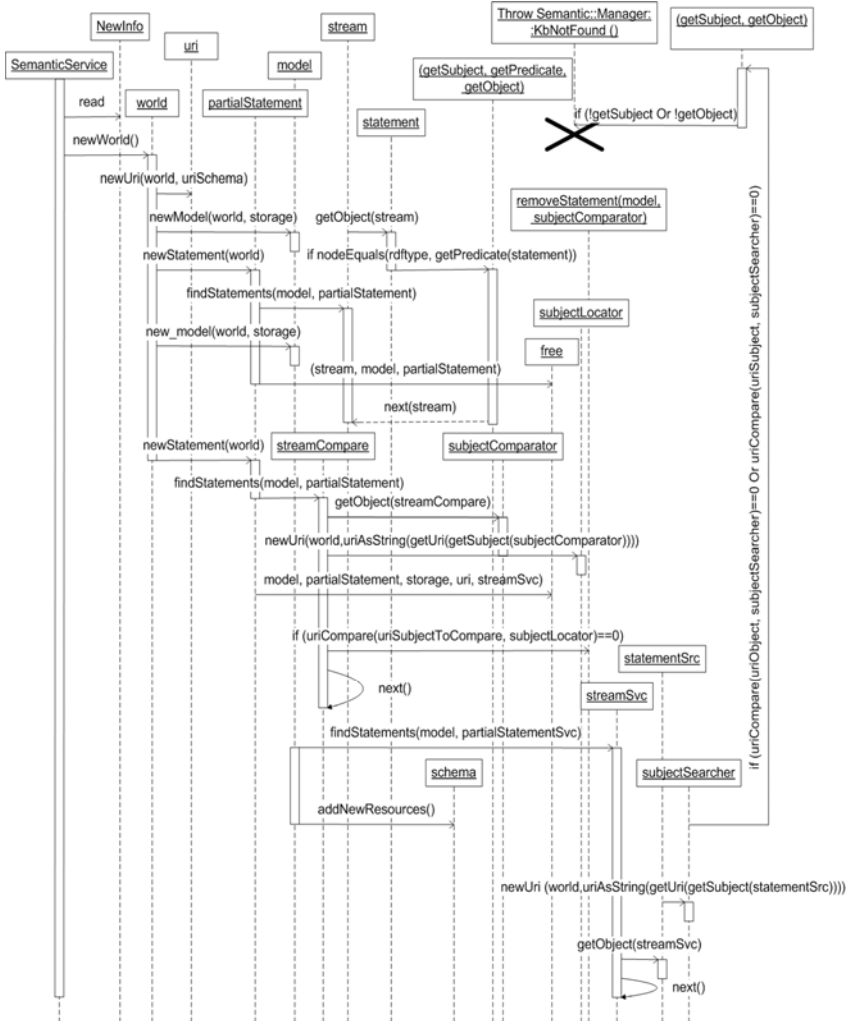 NewInfo
stream
Throw Semantic::Manager:
:KbNotFound ()
(getSubject, getObject)
uri
SemanticService
model
(getSubject, getPredicate,
getObject)
world
partialStatement
read
statement
if (!getSubject Or !getObject)
newWorld()
newUri(world, uriSchema)
removeStatement(model,
subjectComparator)
newModel(world, storage)
getObject(stream)
newStatement(world)
if nodeEquals(rdftype, getPredicate(statement))
findStatements(model, partialStatement)
subjectLocator
new_model(world, storage)
free
(stream, model, partialStatement)
next(stream)
newStatement(world)
streamCompare
subjectComparator
findStatements(model, partialStatement)
getObject(streamCompare)
newUri(world,uriAsString(getUri(getSubject(subjectComparator))))
model, partialStatement, storage, uri, streamSvc)
if (uriCompare(uriSubjectToCompare, subjectLocator)==0)
statementSrc
next()
streamSvc
findStatements(model, partialStatementSvc)
schema
subjectSearcher
addNewResources()
if (uriCompare(uriObject, subjectSearcher)==0 Or uriCompare(uriSubject, subjectSearcher)==0)
newUri (world,uriAsString(getUri(getSubject(statementSrc))))
getObject(streamSvc)
next()